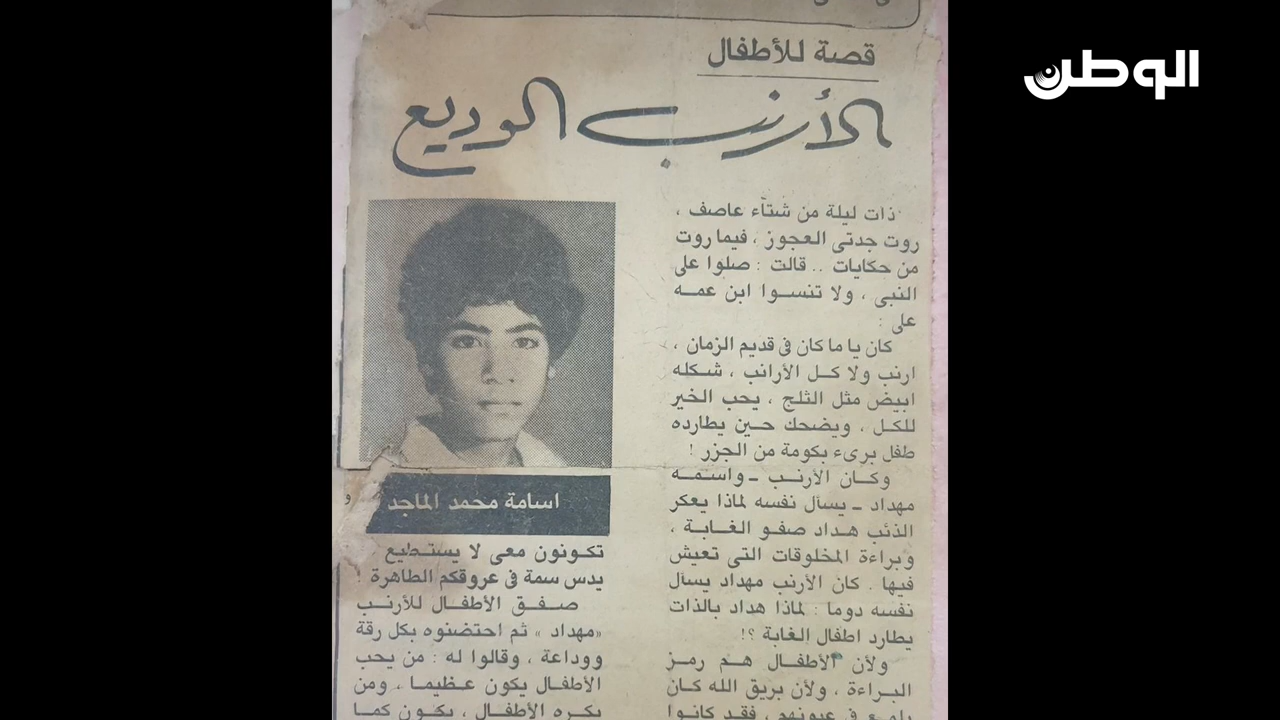 الوطن
قصة للأطفال
الأرنب الوديع
ذات ليلة من شتاء عاصف ،
روت جدتى العجوز ، فيما روت
من حكايات .. قالت : صلوا على
النبى ، ولا تنسوا ابن عمه
على :
كان يا ما كان فى قديم الزمان ،
ارنب ولا كل الأرانب ، شكله
ابيض مثل الثلج ، يحب الخير
للكل ، ويضحك حين يطارده
طفل برىء بكومة من الجزر !
وكان الأرنب ـ واسمه
مهداد ـ يسأل نفسه لماذا يعكر
الذئب هداد صفو الغابة ،
وبراءة المخلوقات التى تعيش
فيها . كان الأرنب مهداد يسأل
نفسه دوما : لماذا هداد بالذات
يطارد اطفال الغابة ؟!
ولأن الأطفال هم رمز
البراءة ، ولأن بريق الله كان
يلمع فى عيونهم ، فقد كانوا
اسامة محمد الماجد
تكونون معى لا يستطيع
يدس سمة فى عروقكم الطاهرة !
صفق الأطفال للأرنب
«مهداد » ثم احتضنوه بكل رقة
ووداعة ، وقالوا له : من يحب
الأطفال يكون عظيما ، ومن
يكره الأطفال ، يكون كما